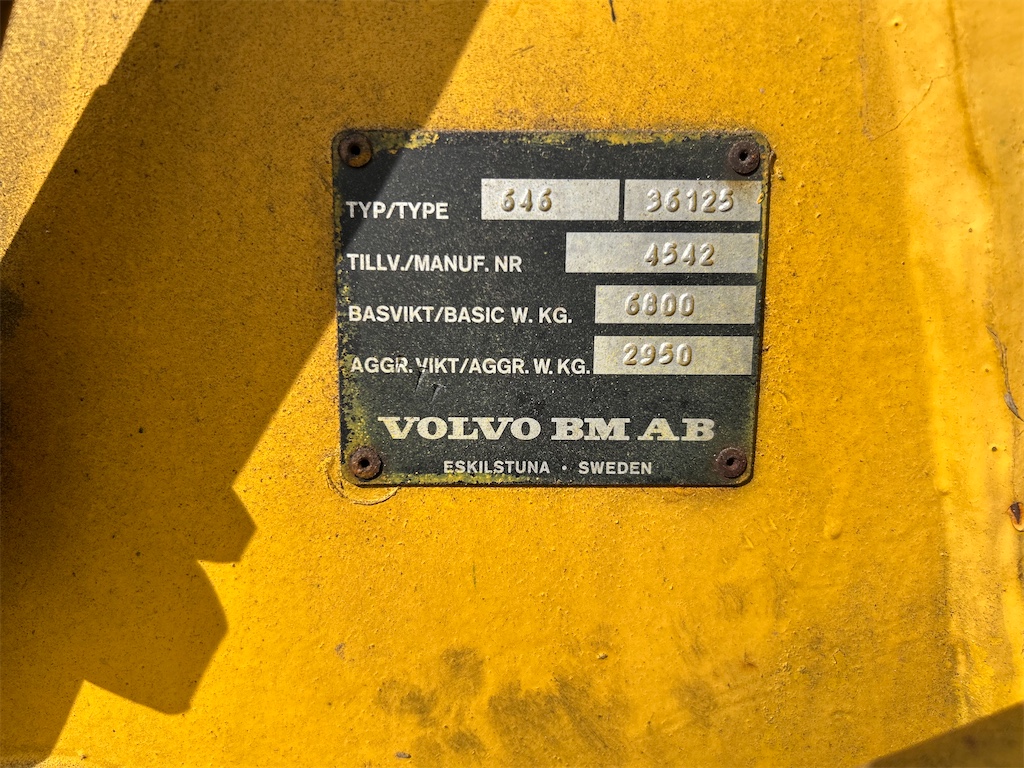 TYP/TYPE 646 36125
TILLV./MANUF. NR 4542
BASVIKT/BASIC W. KG. 6800
AGGR. VIKT/AGGR. W. KG. 2950
VOLVO BM AB
ESKILSTUNA · SWEDEN